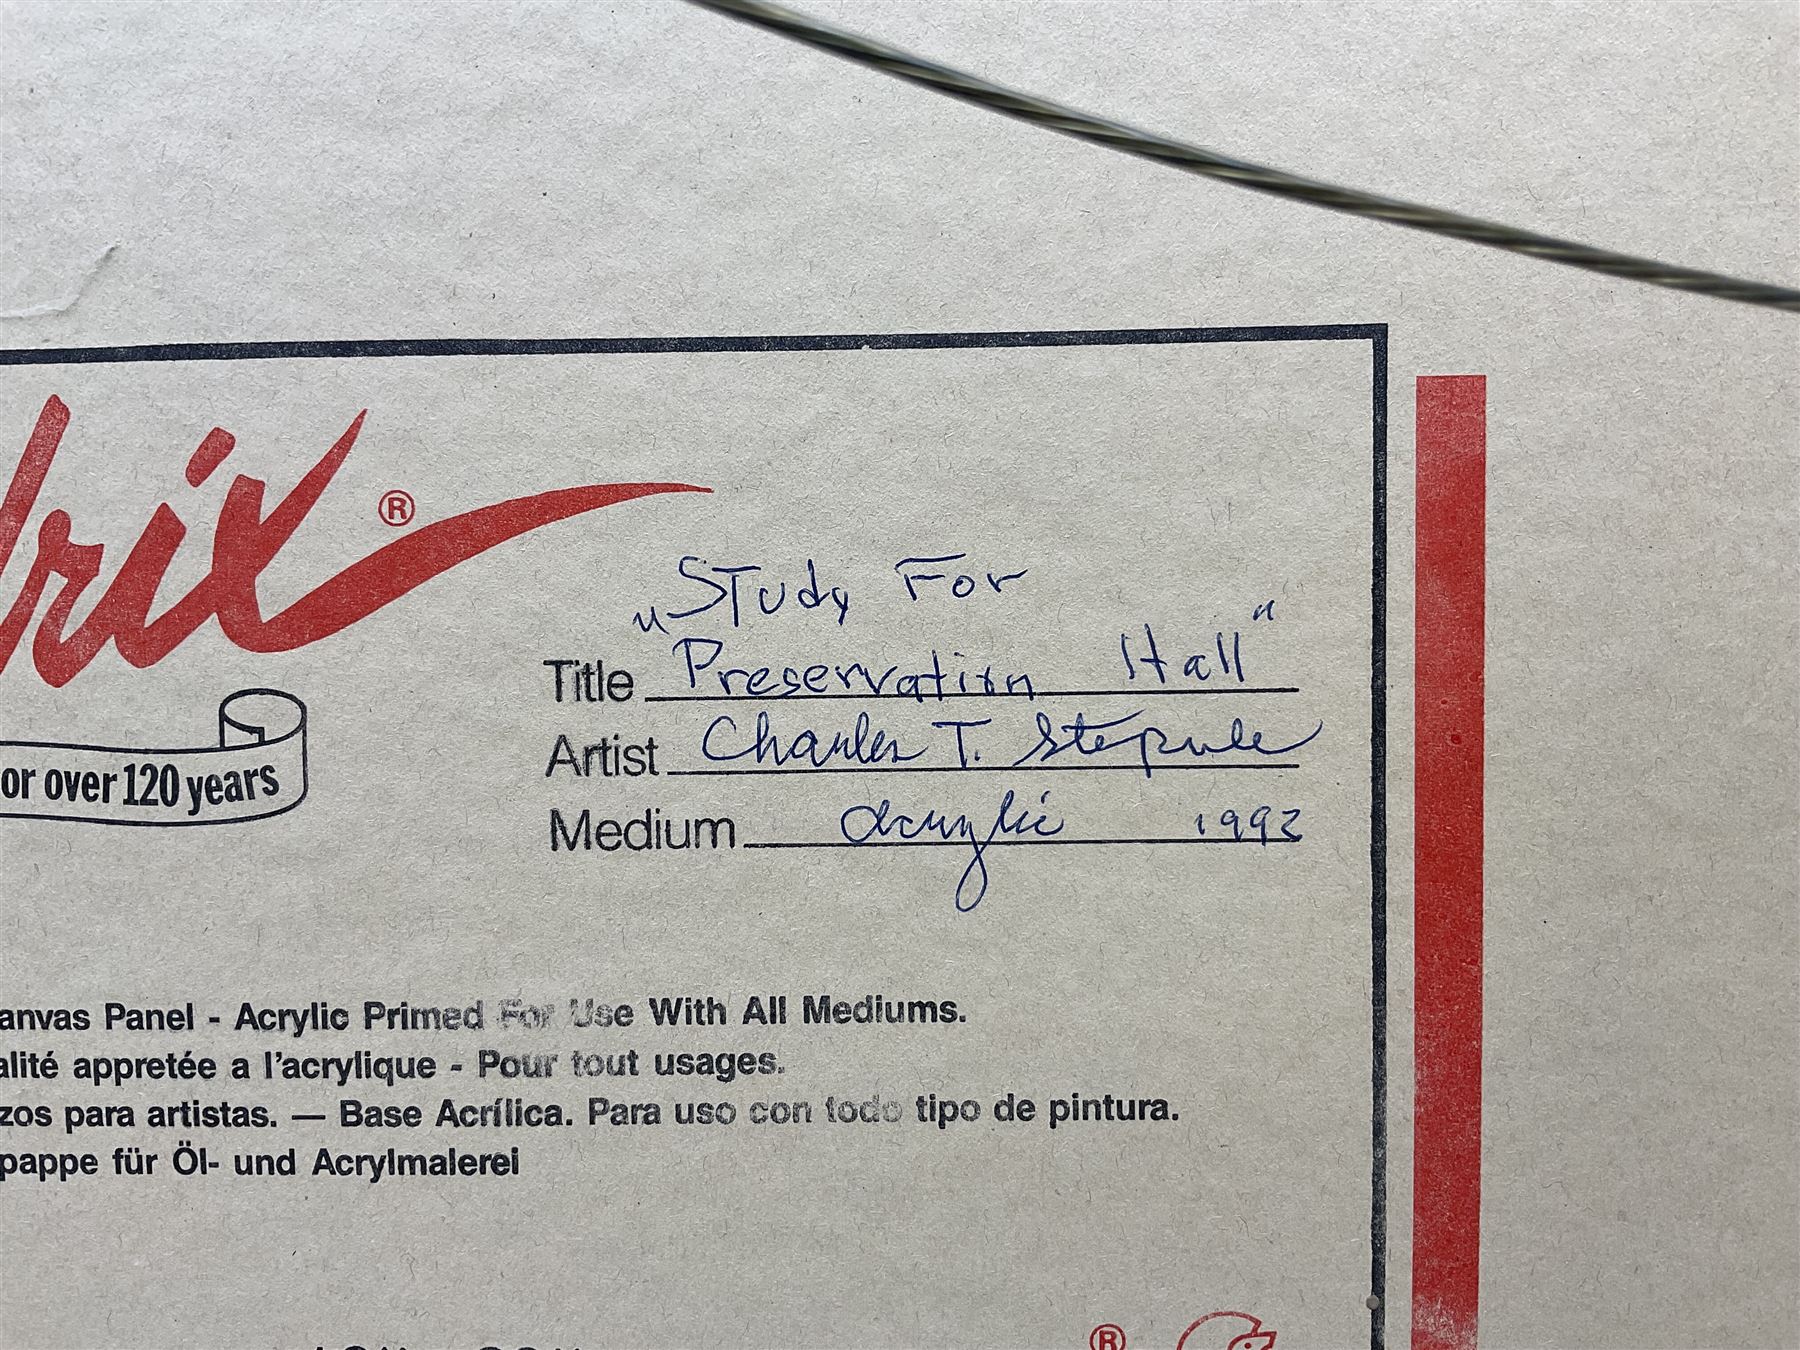 drix®
"STudy For
Title Preservation Hall"
or over 120 years
Artist Charles T. Stepule
Medium acrylic 1992
anvas Panel - Acrylic Primed For Use With All Mediums.
alité appretée a l'acrylique - Pour tout usages.
zos para artistas. — Base Acrílica. Para uso con todo tipo de pintura.
pappe für Öl- und Acrylmalerei
®